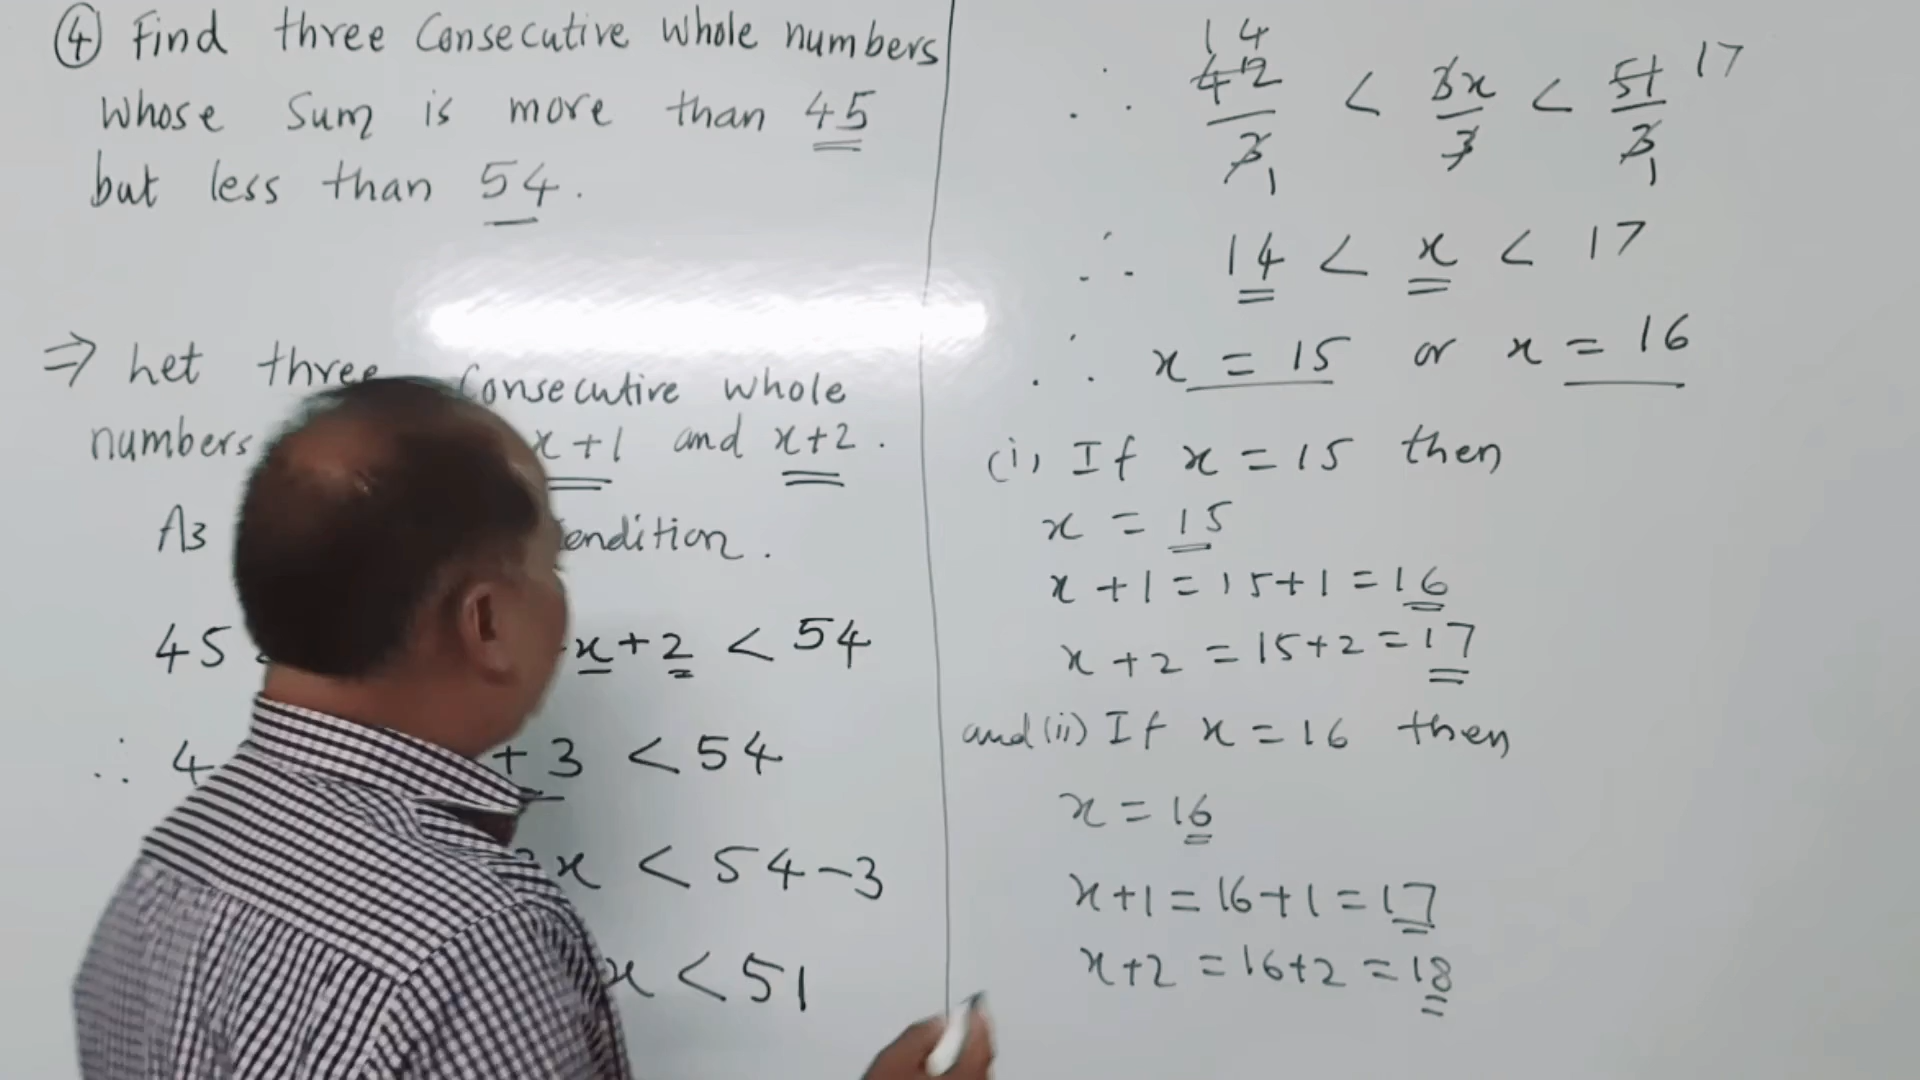 ④ Find three Consecutive Whole numbers
Whose Sum is more than 45
but less than 54.
⇒ Let three Consecutive whole
numbers x+1 and x+2.
As condition.
45 x+2 < 54
∴ 4 +3 < 54
x < 54-3
x < 51
14 17
∴ 42/3 < 3x/3 < 51/3
1 1
∴ 14 < x < 17
∴ x = 15 or x = 16
(i) If x = 15 then
x = 15
x+1 = 15+1 = 16
x+2 = 15+2 = 17
and (ii) If x = 16 then
x = 16
x+1 = 16+1 = 17
x+2 = 16+2 = 18